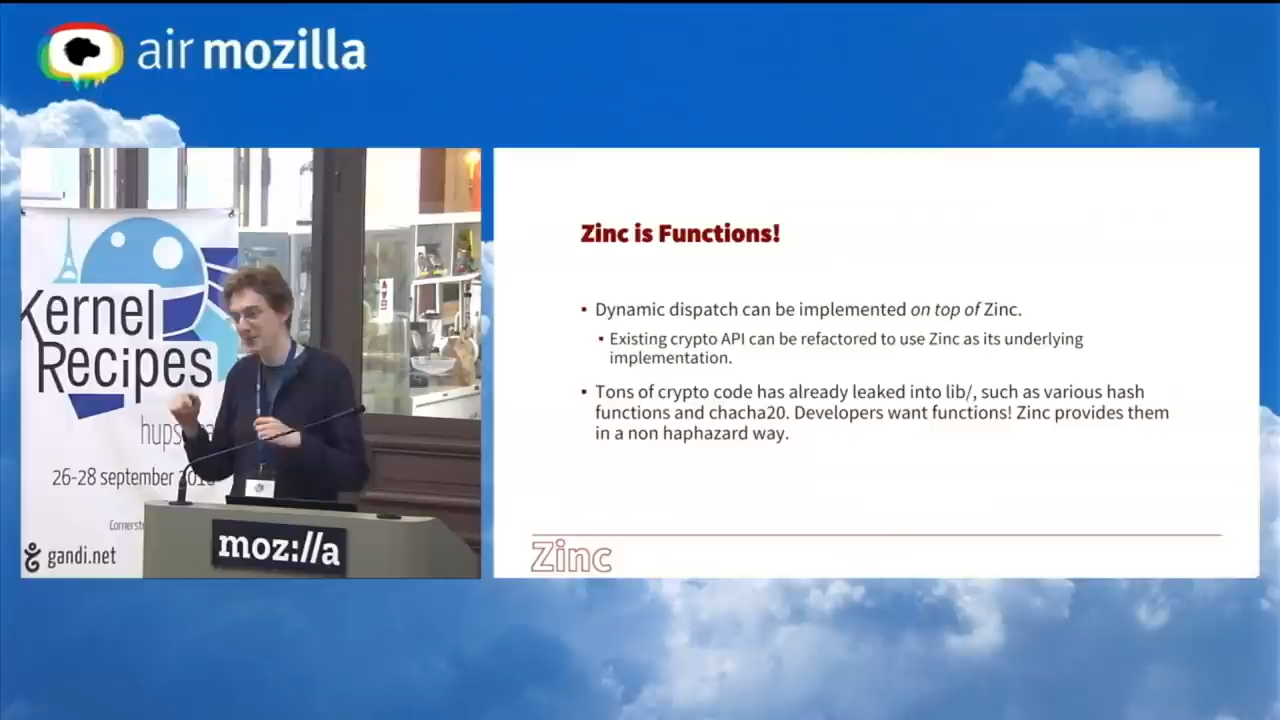 air mozilla
Kernel
Recipes
26-28 september
gandi.net
moz://a
Zinc is Functions!
▪ Dynamic dispatch can be implemented on top of Zinc.
▪ Existing crypto API can be refactored to use Zinc as its underlying
implementation.
▪ Tons of crypto code has already leaked into lib/, such as various hash
functions and chacha20. Developers want functions! Zinc provides them
in a non haphazard way.
Zinc